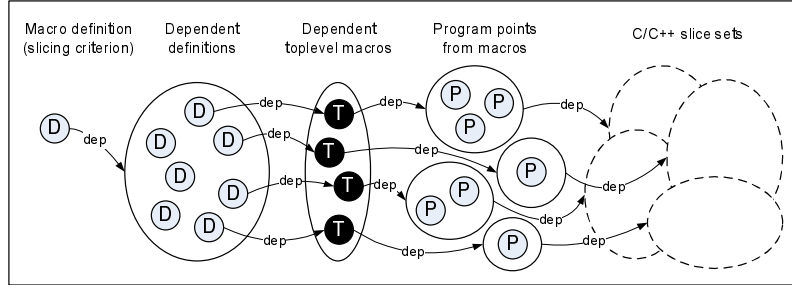 Macro definition
(slicing criterion)
Dependent
definitions
Dependent
toplevel macros
Program points
from macros
C/C++ slice sets
D
dep
D
D
D
D
D
D
D
dep
dep
dep
dep
T
T
T
T
dep
dep
dep
dep
P
P
P
P
P
P
P
dep
dep
dep
dep